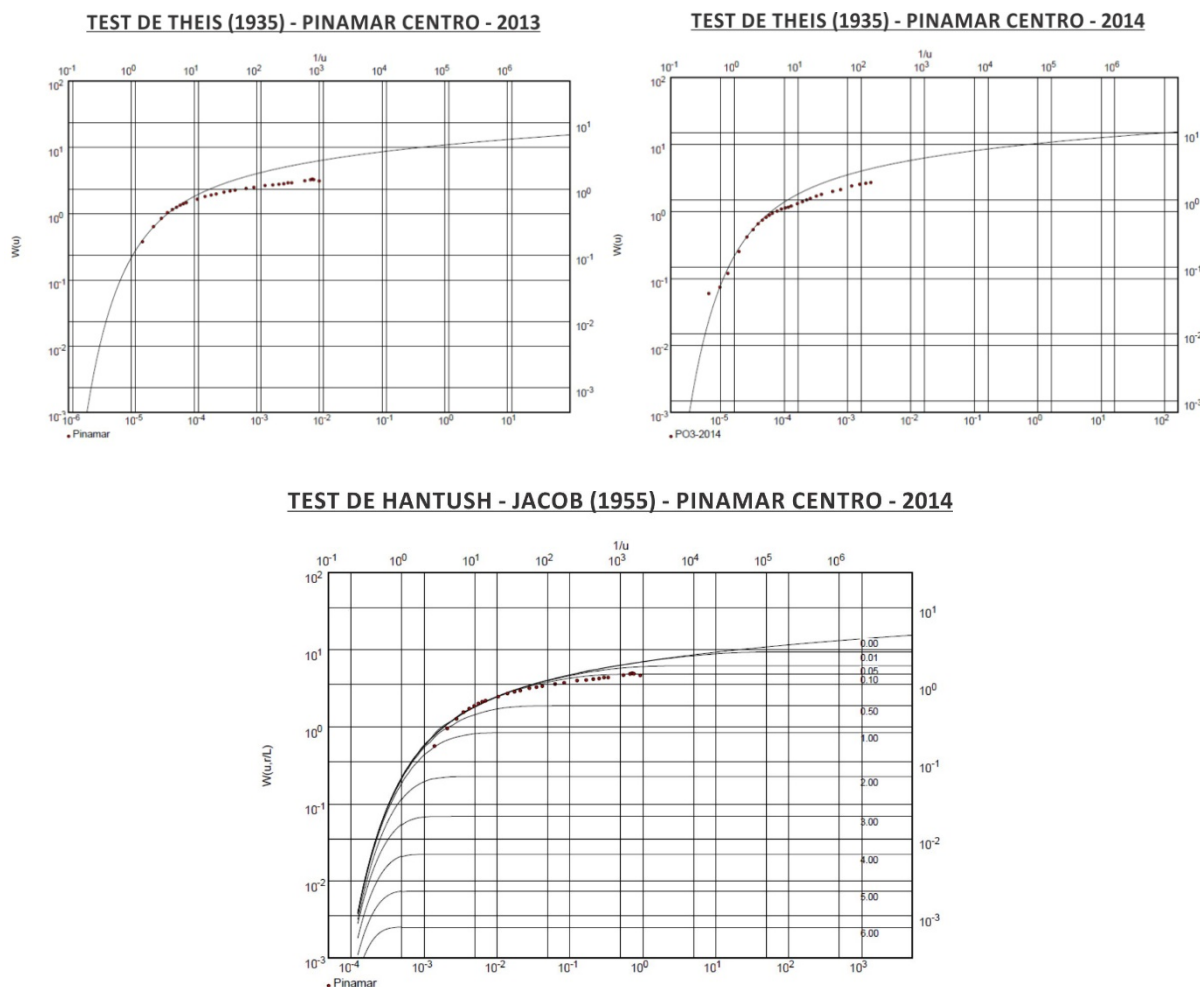 TEST DE THEIS (1935) - PINAMAR CENTRO - 2013
1/u
10⁻¹ 10⁰ 10¹ 10² 10³ 10⁴ 10⁵ 10⁶
10²
10¹
10⁰
10⁻¹
10⁻²
10⁻³
W(u)
10¹
10⁰
10⁻¹
10⁻²
10⁻³
10⁻⁶ 10⁻⁵ 10⁻⁴ 10⁻³ 10⁻² 10⁻¹ 10⁰ 10¹
Pinamar
TEST DE THEIS (1935) - PINAMAR CENTRO - 2014
1/u
10⁻¹ 10⁰ 10¹ 10² 10³ 10⁴ 10⁵ 10⁶
10²
10¹
10⁰
10⁻¹
10⁻²
10⁻³
W(u)
10¹
10⁰
10⁻¹
10⁻²
10⁻³
10⁻⁵ 10⁻⁴ 10⁻³ 10⁻² 10⁻¹ 10⁰ 10¹ 10²
PO3-2014
TEST DE HANTUSH - JACOB (1955) - PINAMAR CENTRO - 2014
1/u
10⁻¹ 10⁰ 10¹ 10² 10³ 10⁴ 10⁵ 10⁶
10²
10¹
10⁰
10⁻¹
10⁻²
10⁻³
W(u,r/L)
0.00
0.01
0.05
0.10
0.50
1.00
2.00
3.00
4.00
5.00
6.00
10¹
10⁰
10⁻¹
10⁻²
10⁻³
10⁻⁴ 10⁻³ 10⁻² 10⁻¹ 10⁰ 10¹ 10² 10³
Pinamar